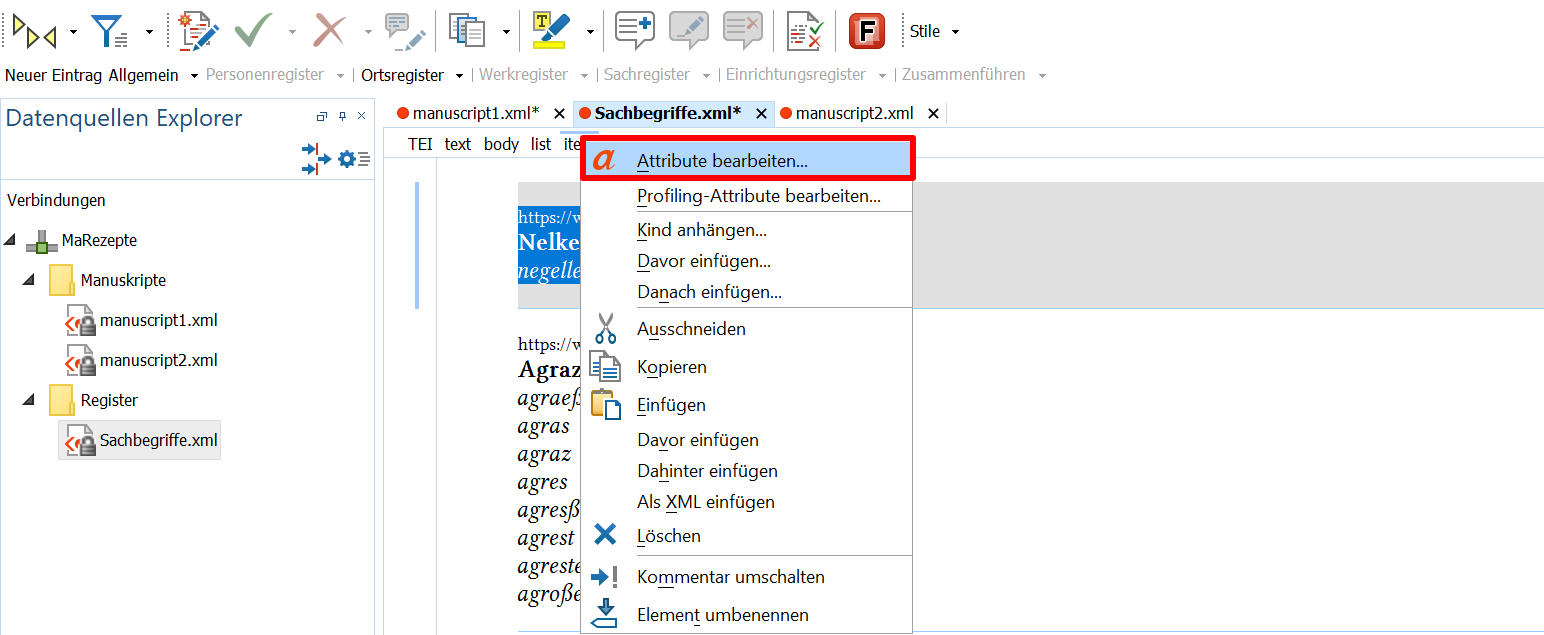 Stile
Neuer Eintrag Allgemein Personenregister Ortsregister Werkregister Sachregister Einrichtungsregister Zusammenführen
Datenquellen Explorer
Verbindungen
MaRezepte
Manuskripte
manuscript1.xml
manuscript2.xml
Register
Sachbegriffe.xml
manuscript1.xml* Sachbegriffe.xml* manuscript2.xml
TEI text body list ite
https://w
Nelke
negelle
https://w
Agraz
agraeß
agras
agraz
agres
agresß
agrest
agreste
agroße
Attribute bearbeiten...
Profiling-Attribute bearbeiten...
Kind anhängen...
Davor einfügen...
Danach einfügen...
Ausschneiden
Kopieren
Einfügen
Davor einfügen
Dahinter einfügen
Als XML einfügen
Löschen
Kommentar umschalten
Element umbenennen